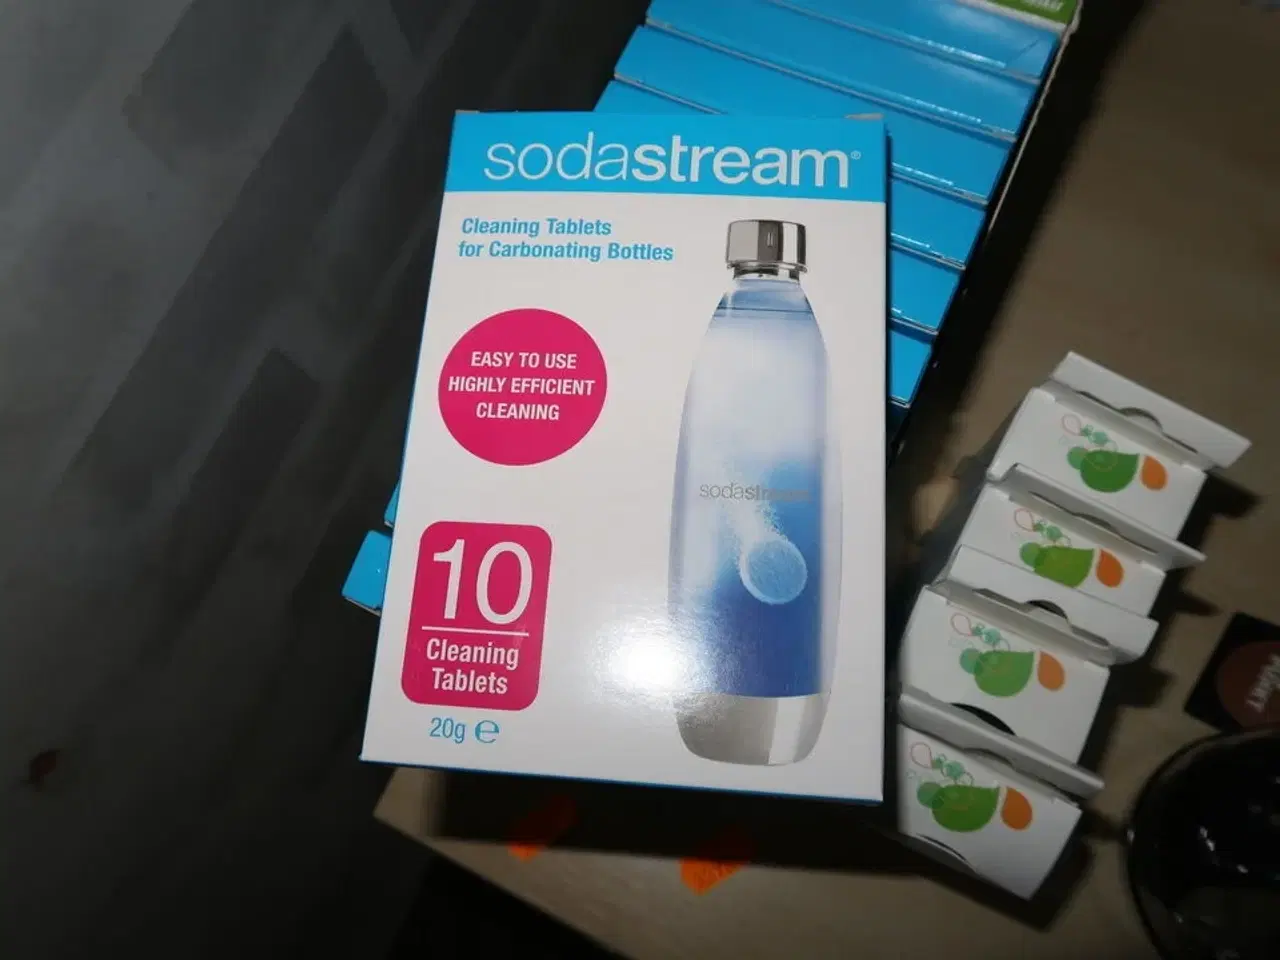 sodastream®
Cleaning Tablets
for Carbonating Bottles
EASY TO USE
HIGHLY EFFICIENT
CLEANING
sodastream
10
Cleaning
Tablets
20g ℮